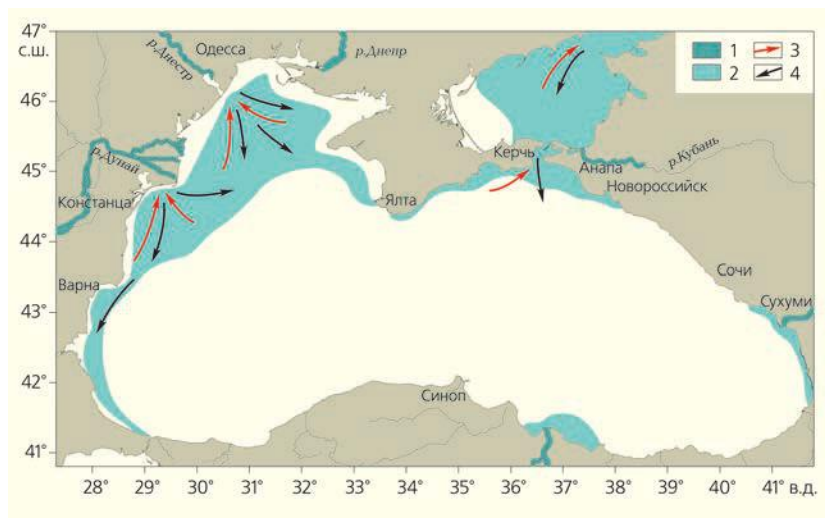 47°
с.ш.
46°
45°
44°
43°
42°
41°
28°
29°
30°
31°
32°
33°
34°
35°
36°
37°
38°
39°
40°
41°
в.д.
р.Днестр
Одесса
р.Днепр
р.Дунай
Констанца
Варна
Ялта
Керчь
Анапа
р.Кубань
Новороссийск
Сочи
Сухуми
Синоп
1
2
3
4